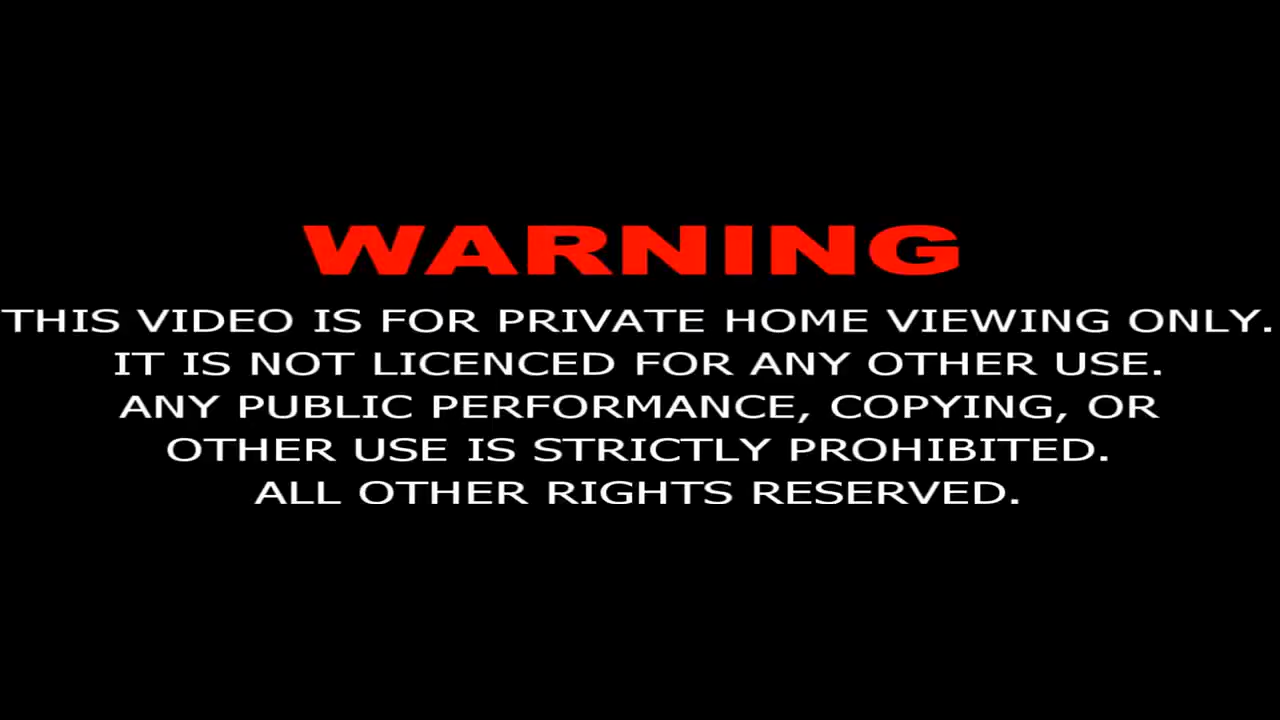 WARNING
THIS VIDEO IS FOR PRIVATE HOME VIEWING ONLY.
IT IS NOT LICENCED FOR ANY OTHER USE.
ANY PUBLIC PERFORMANCE, COPYING, OR
OTHER USE IS STRICTLY PROHIBITED.
ALL OTHER RIGHTS RESERVED.